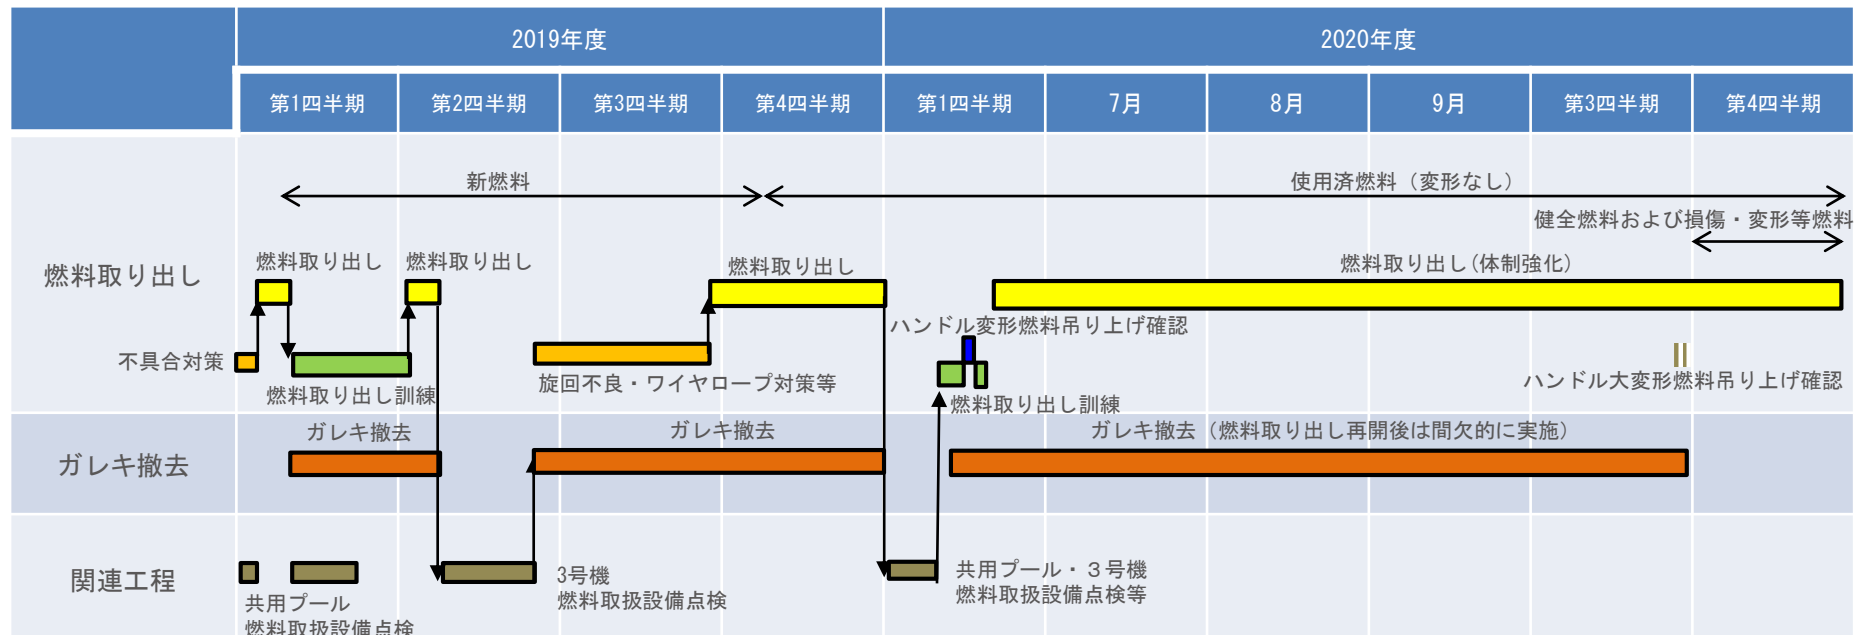 2019年度
2020年度
第1四半期
第2四半期
第3四半期
第4四半期
第1四半期
7月
8月
9月
第3四半期
第4四半期
燃料取り出し
新燃料
使用済燃料（変形なし）
健全燃料および損傷・変形等燃料
燃料取り出し
燃料取り出し
燃料取り出し
燃料取り出し(体制強化)
ハンドル変形燃料吊り上げ確認
不具合対策
旋回不良・ワイヤロープ対策等
ハンドル大変形燃料吊り上げ確認
燃料取り出し訓練
燃料取り出し訓練
ガレキ撤去
ガレキ撤去
ガレキ撤去
ガレキ撤去（燃料取り出し再開後は間欠的に実施）
関連工程
共用プール
燃料取扱設備点検
3号機
燃料取扱設備点検
共用プール・３号機
燃料取扱設備点検等